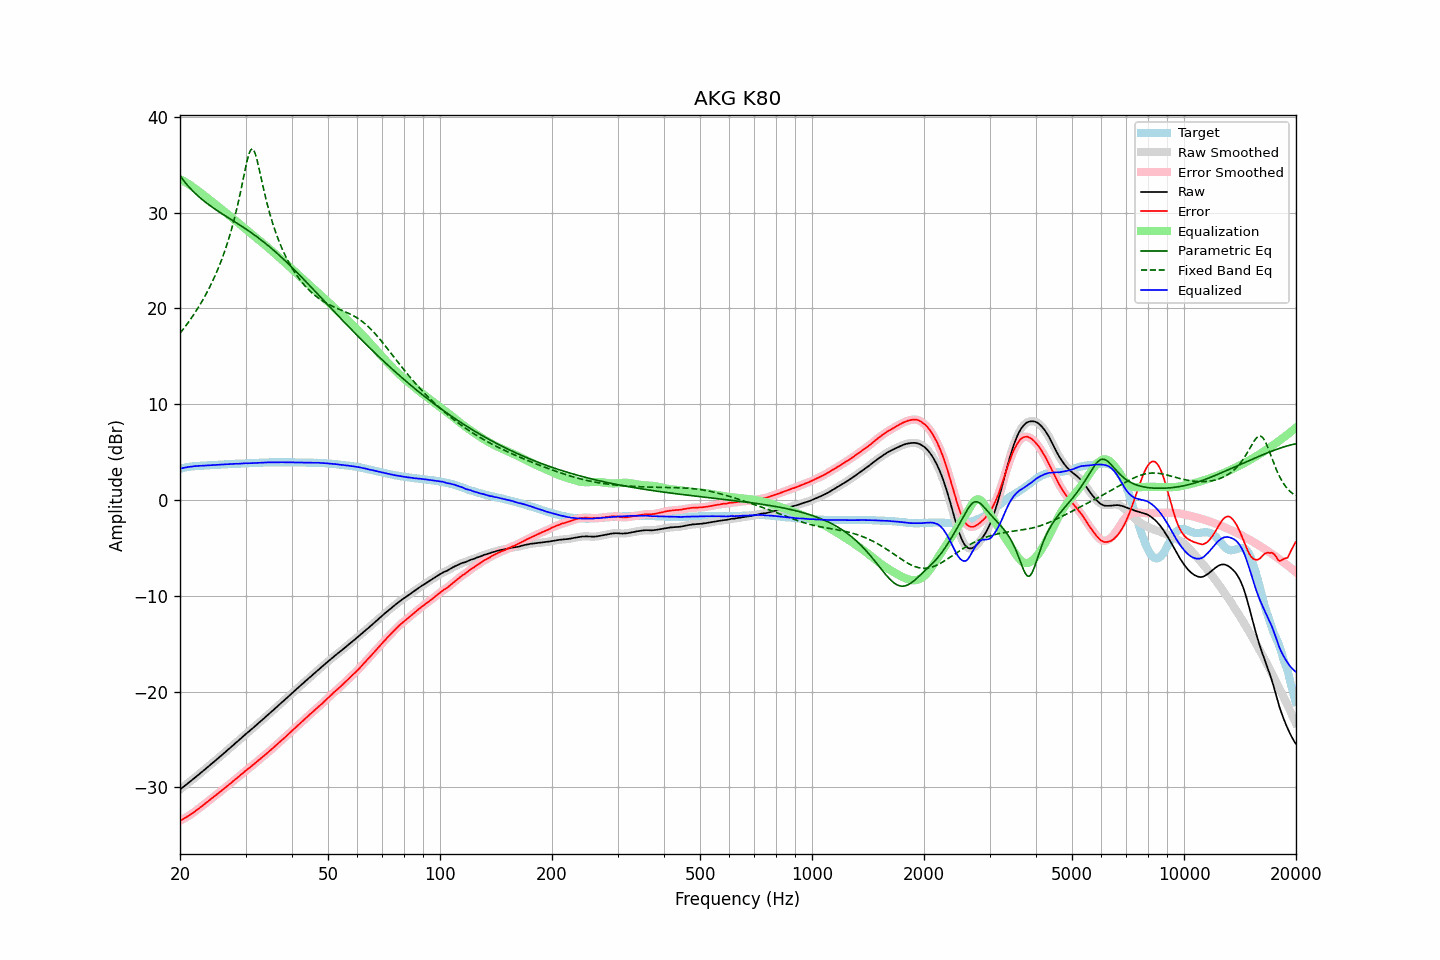 AKG K80
Amplitude (dBr)
40
30
20
10
0
−10
−20
−30
Target
Raw Smoothed
Error Smoothed
Raw
Error
Equalization
Parametric Eq
Fixed Band Eq
Equalized
20
50
100
200
500
1000
2000
5000
10000
20000
Frequency (Hz)